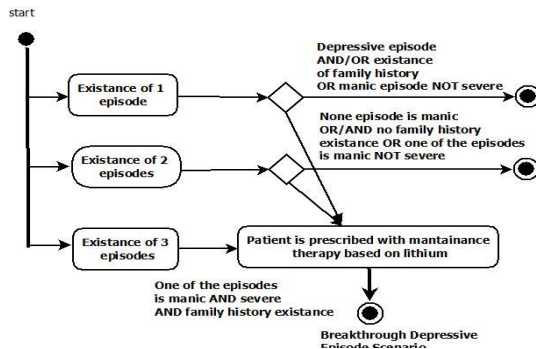 start
Depressive episode
AND/OR existance
of family history
OR manic episode NOT severe
Existance of 1
episode
None episode is manic
OR/AND no family history
existance OR one of the episodes
is manic NOT severe
Existance of 2
episodes
Existance of 3
episodes
Patient is prescribed with mantainance
therapy based on lithium
One of the episodes
is manic AND severe
AND family history existance
Breakthrough Depressive
Episode Scenario